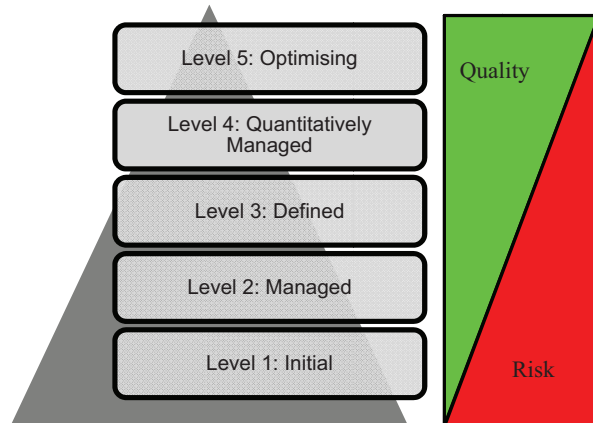 Level 5: Optimising
Level 4: Quantitatively
Managed
Level 3: Defined
Level 2: Managed
Level 1: Initial
Quality
Risk